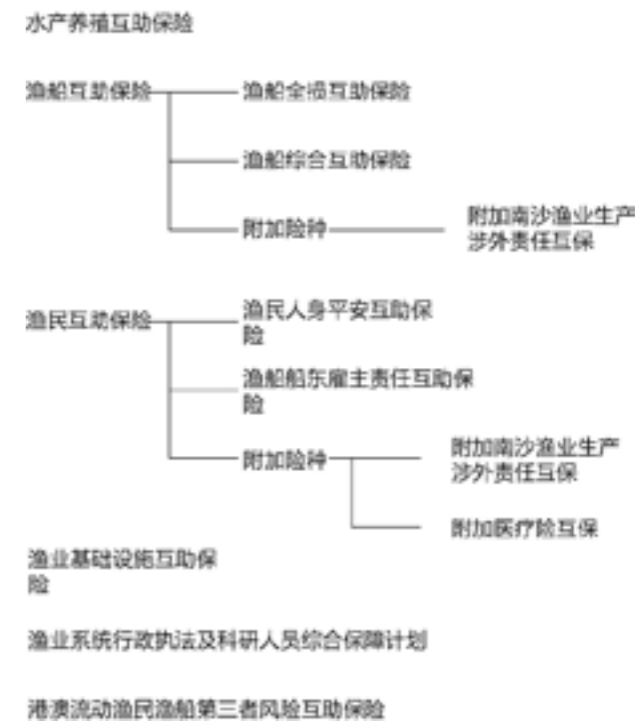 水产养殖互助保险
渔船互助保险
渔船全损互助保险
渔船综合互助保险
附加险种
附加南沙渔业生产
涉外责任互保
渔民互助保险
渔民人身平安互助保
险
渔船船东雇主责任互助保
险
附加险种
附加南沙渔业生产
涉外责任互保
附加医疗险互保
渔业基础设施互助保
险
渔业系统行政执法及科研人员综合保障计划
港澳流动渔民渔船第三者风险互助保险